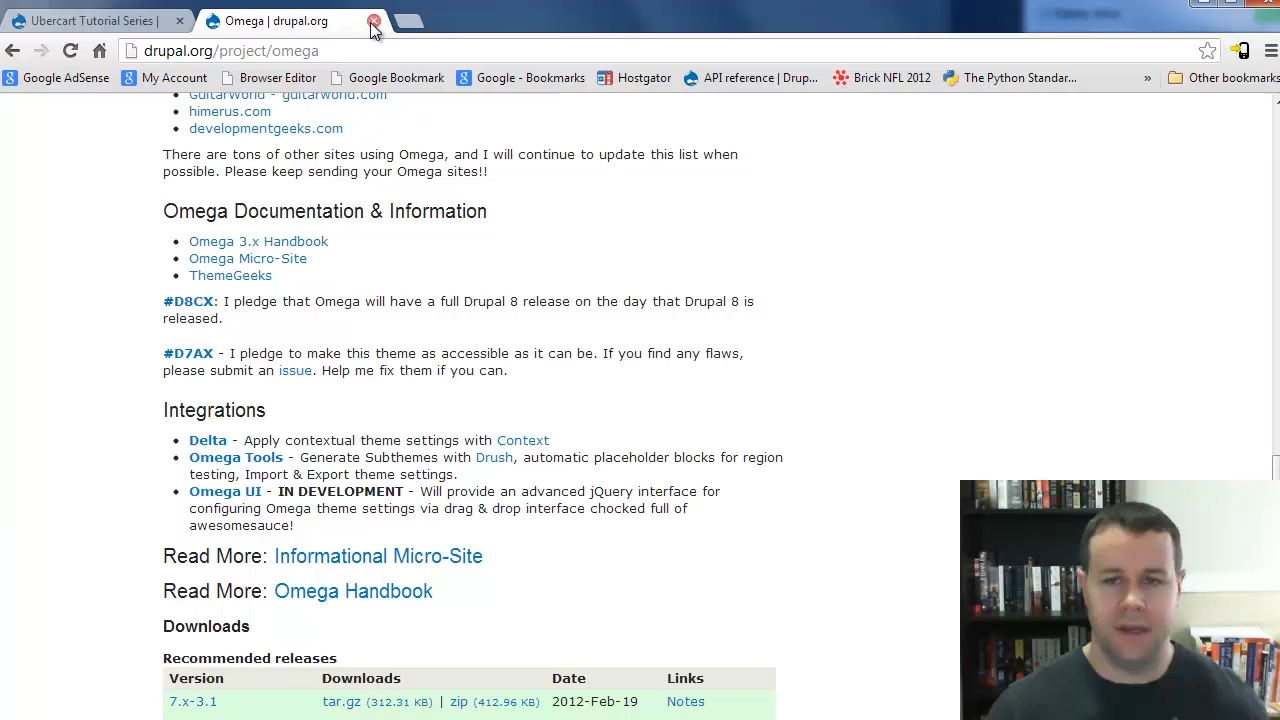 Ubercart Tutorial Series |
Omega | drupal.org
drupal.org/project/omega
Google AdSense My Account Browser Editor Google Bookmark Google - Bookmarks Hostgator API reference | Drup... Brick NFL 2012 The Python Standar... » Other bookmarks
GuitarWorld - guitarworld.com
himerus.com
developmentgeeks.com
There are tons of other sites using Omega, and I will continue to update this list when
possible. Please keep sending your Omega sites!!
Omega Documentation & Information
Omega 3.x Handbook
Omega Micro-Site
ThemeGeeks
#D8CX: I pledge that Omega will have a full Drupal 8 release on the day that Drupal 8 is
released.
#D7AX - I pledge to make this theme as accessible as it can be. If you find any flaws,
please submit an issue. Help me fix them if you can.
Integrations
Delta - Apply contextual theme settings with Context
Omega Tools - Generate Subthemes with Drush, automatic placeholder blocks for region
testing, Import & Export theme settings.
Omega UI - IN DEVELOPMENT - Will provide an advanced jQuery interface for
configuring Omega theme settings via drag & drop interface chocked full of
awesomesauce!
Read More: Informational Micro-Site
Read More: Omega Handbook
Downloads
Recommended releases
Version Downloads Date Links
7.x-3.1 tar.gz (312.31 KB) | zip (412.96 KB) 2012-Feb-19 Notes